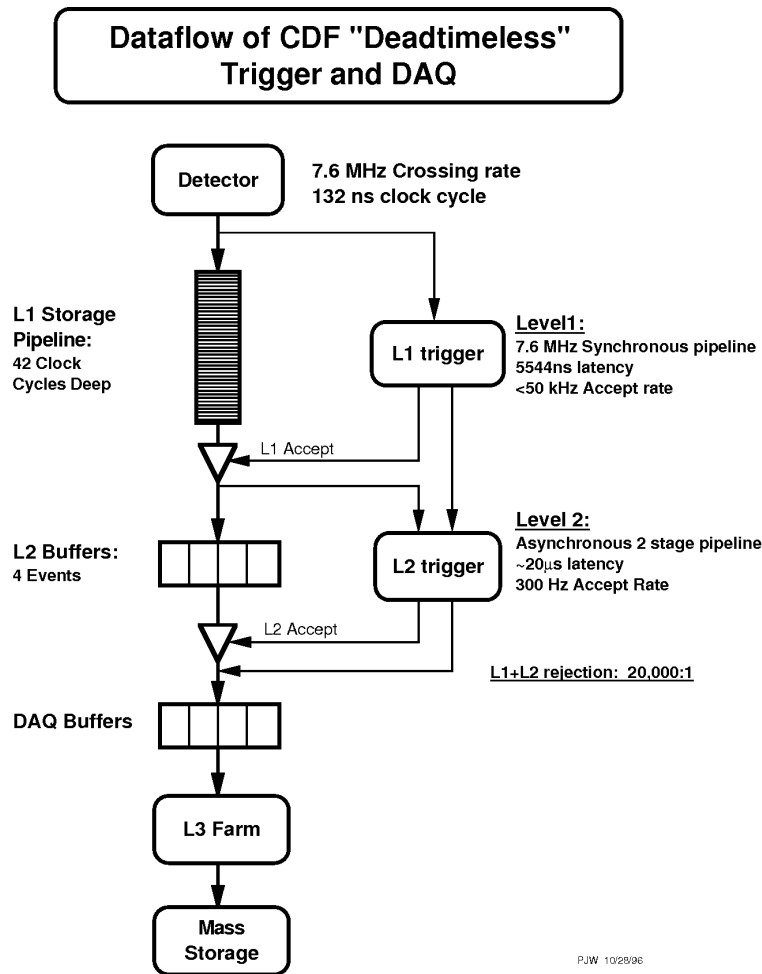 Dataflow of CDF "Deadtimeless"
Trigger and DAQ
Detector
7.6 MHz Crossing rate
132 ns clock cycle
L1 Storage
Pipeline:
42 Clock
Cycles Deep
L1 trigger
Level1:
7.6 MHz Synchronous pipeline
5544ns latency
<50 kHz Accept rate
L1 Accept
L2 Buffers:
4 Events
L2 trigger
Level 2:
Asynchronous 2 stage pipeline
~20μs latency
300 Hz Accept Rate
L2 Accept
L1+L2 rejection: 20,000:1
DAQ Buffers
L3 Farm
Mass
Storage
PJW 10/28/96